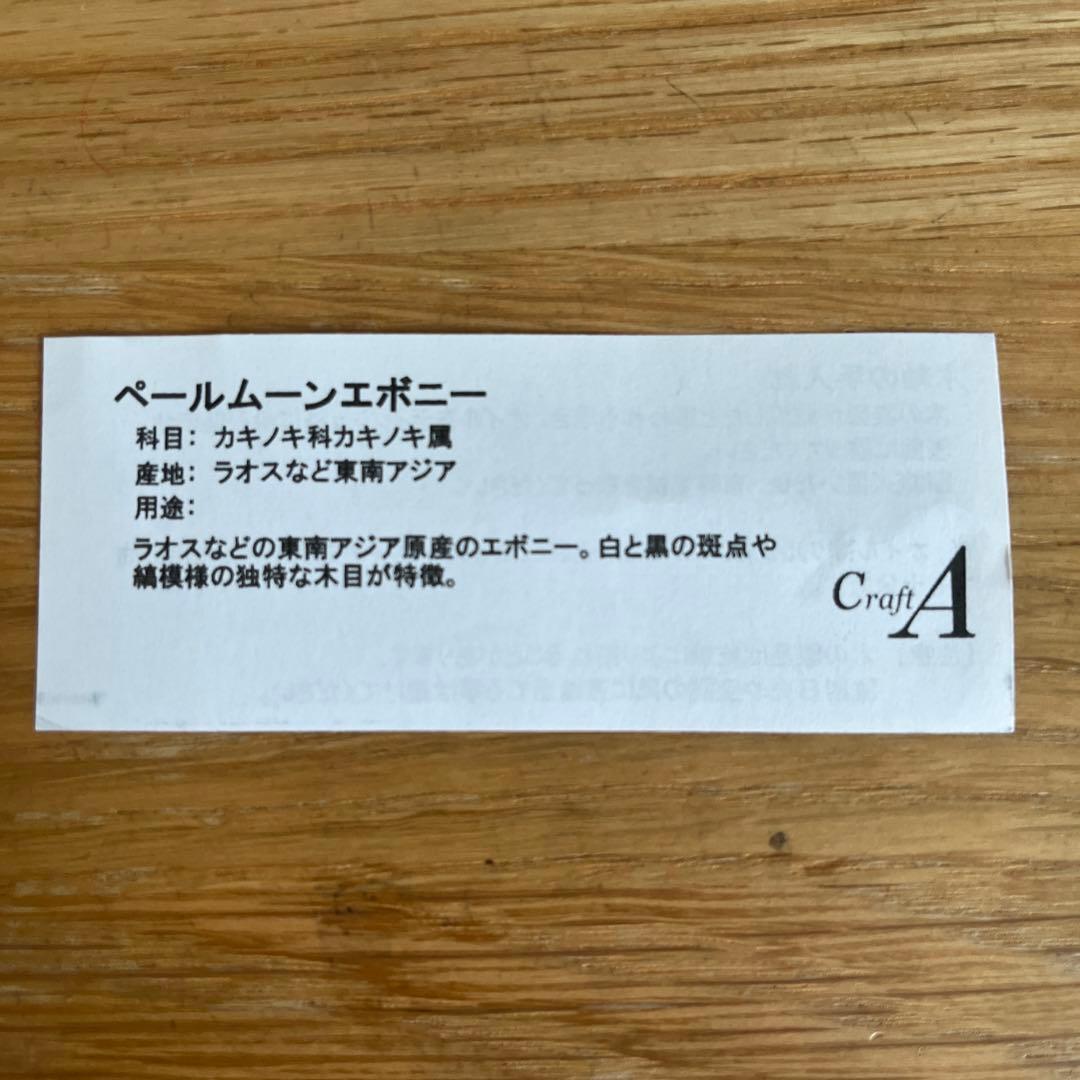 ペールムーンエボニー
科目: カキノキ科カキノキ属
産地: ラオスなど東南アジア
用途:
ラオスなどの東南アジア原産のエボニー。白と黒の斑点や
縞模様の独特な木目が特徴。
Craft A